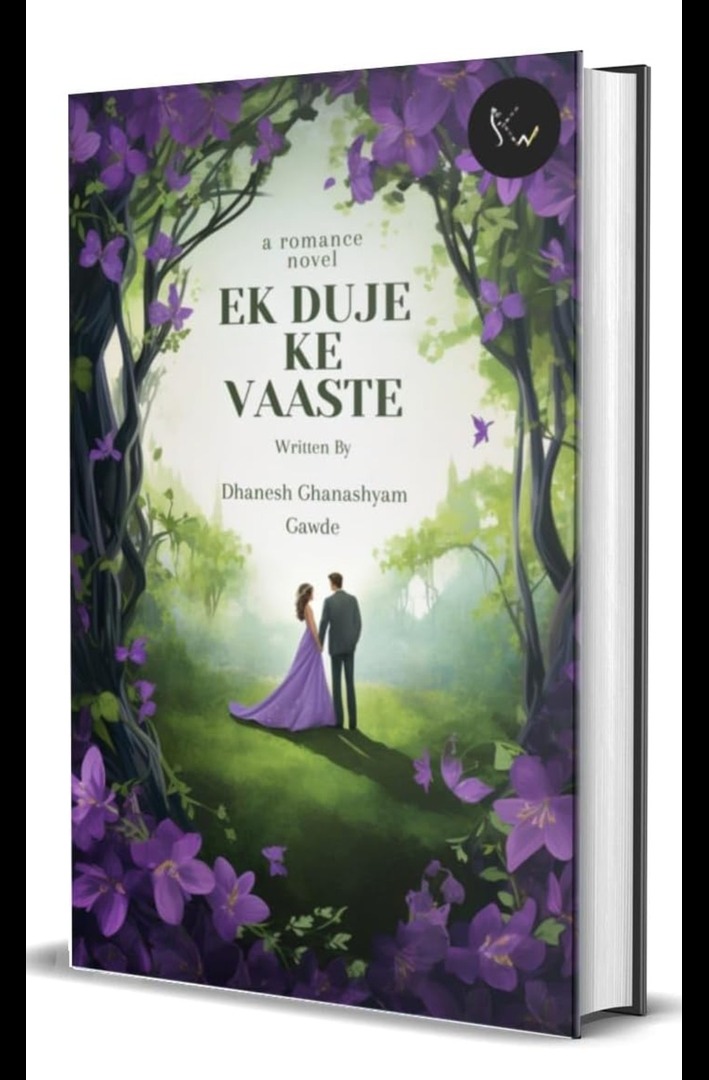 a romance
novel
EK DUJE
KE
VAASTE
Written By
Dhanesh Ghanashyam
Gawde